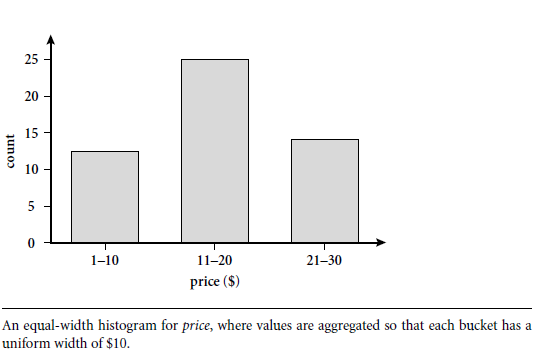 25
20
15
10
5
0
count
1–10
11–20
21–30
price ($)
An equal-width histogram for price, where values are aggregated so that each bucket has a
uniform width of $10.